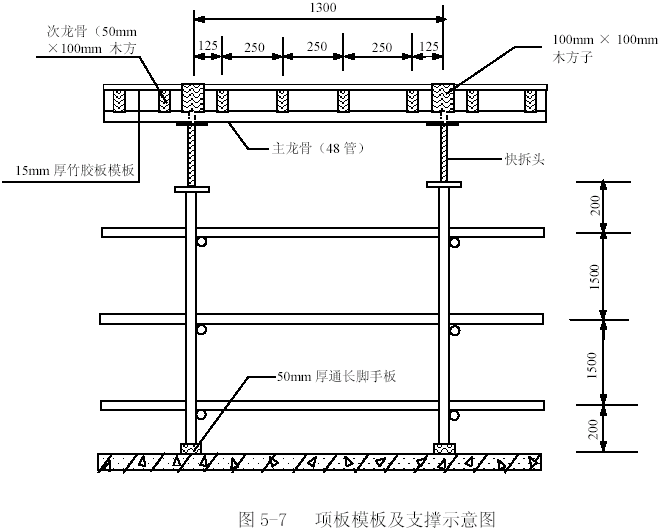 1300
次龙骨（50mm
×100mm 木方
125
250
250
250
125
100mm × 100mm
木方子
主龙骨（48 管）
快拆头
15mm 厚竹胶板模板
200
1500
1500
200
50mm 厚通长脚手板
图 5-7 项板模板及支撑示意图